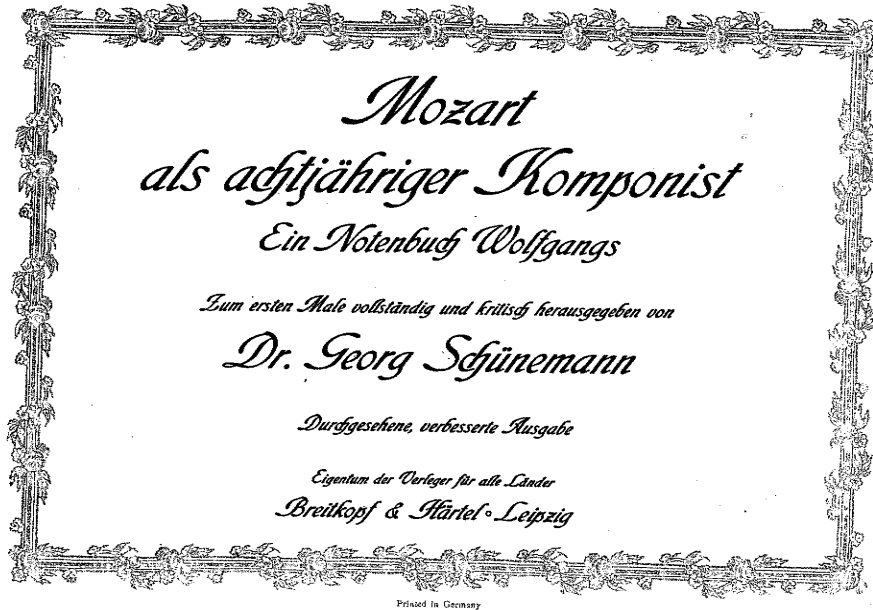 Mozart
als achtjähriger Komponist
Ein Notenbuch Wolfgangs
Zum ersten Male vollständig und kritisch herausgegeben von
Dr. Georg Schünemann
Durchgesehene, verbesserte Ausgabe
Eigentum der Verleger für alle Länder
Breitkopf & Härtel • Leipzig
Printed in Germany